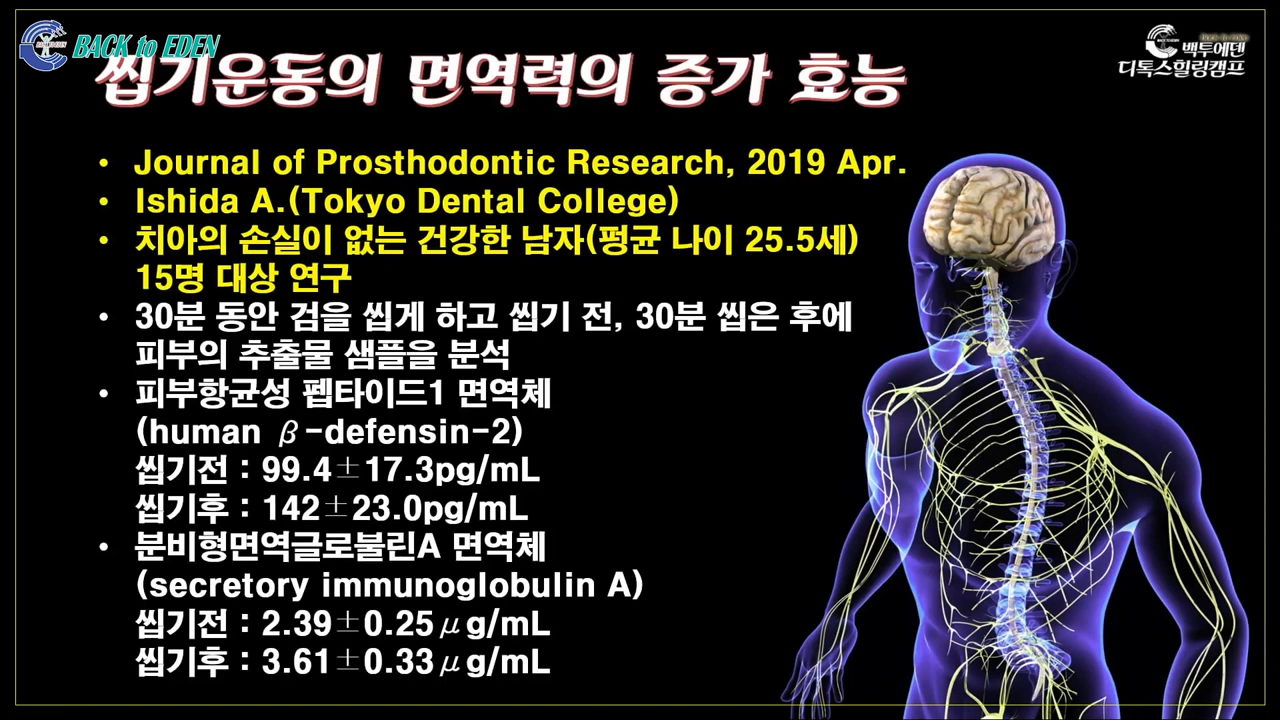 BACK to EDEN
백투에덴
디톡스힐링캠프
씹기운동의 면역력의 증가 효능
• Journal of Prosthodontic Research, 2019 Apr.
• Ishida A.(Tokyo Dental College)
• 치아의 손실이 없는 건강한 남자(평균 나이 25.5세)
15명 대상 연구
• 30분 동안 검을 씹게 하고 씹기 전, 30분 씹은 후에
피부의 추출물 샘플을 분석
• 피부항균성 펩타이드1 면역체
(human β-defensin-2)
씹기전 : 99.4±17.3pg/mL
씹기후 : 142±23.0pg/mL
• 분비형면역글로불린A 면역체
(secretory immunoglobulin A)
씹기전 : 2.39±0.25μg/mL
씹기후 : 3.61±0.33μg/mL